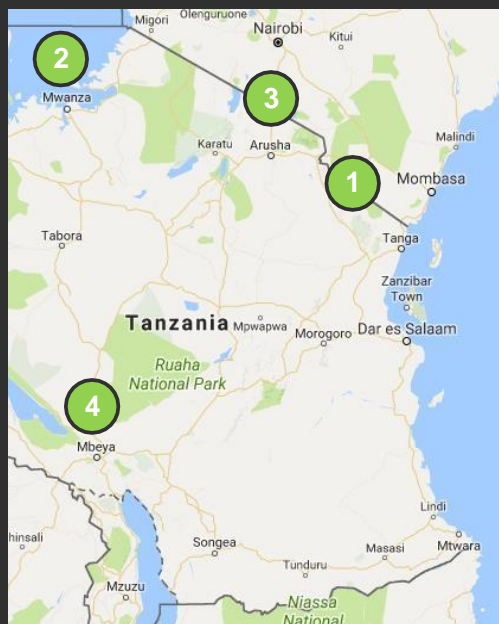 Migori
Olenguruone
Nairobi
Kitui
2
Mwanza
3
Karatu
Arusha
Malindi
1
Mombasa
Tabora
Tanga
Zanzibar
Town
Tanzania
Mpwapwa
Morogoro
Dar es Salaam
Ruaha
National Park
4
Mbeya
Lindi
hinsali
Songea
Masasi
Mtwara
Tunduru
Mzuzu
Niassa
National